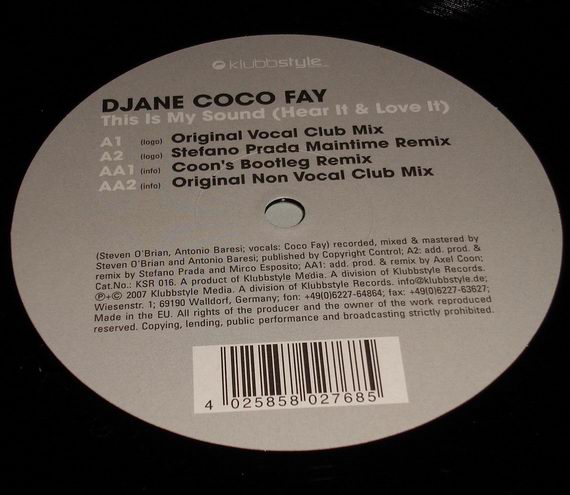 klubbstyle
DJANE COCO FAY
This Is My Sound (Hear It & Love It)
A1 (logo) Original Vocal Club Mix
A2 (logo) Stefano Prada Maintime Remix
AA1 (info) Coon's Bootleg Remix
AA2 (info) Original Non Vocal Club Mix
(Steven O`Brian, Antonio Baresi; vocals: Coco Fay) recorded, mixed & mastered by
Steven O`Brian and Antonio Baresi; published by Copyright Control; A2: add. prod. &
remix by Stefano Prada and Mirco Esposito; AA1: add. prod. & remix by Axel Coon;
Cat.No.: KSR 016. A product of Klubbstyle Media. A division of Klubbstyle Records.
℗+© 2007 Klubbstyle Media. A division of Klubbstyle Records. info@klubbstyle.de;
Wiesenstr. 1; 69190 Walldorf, Germany; fon: +49(0)6227-64864; fax: +49(0)6227-63627;
Made in the EU. All rights of the producer and the owner of the work reproduced
reserved. Copying, lending, public performance and broadcasting strictly prohibited.
4 025858 027685